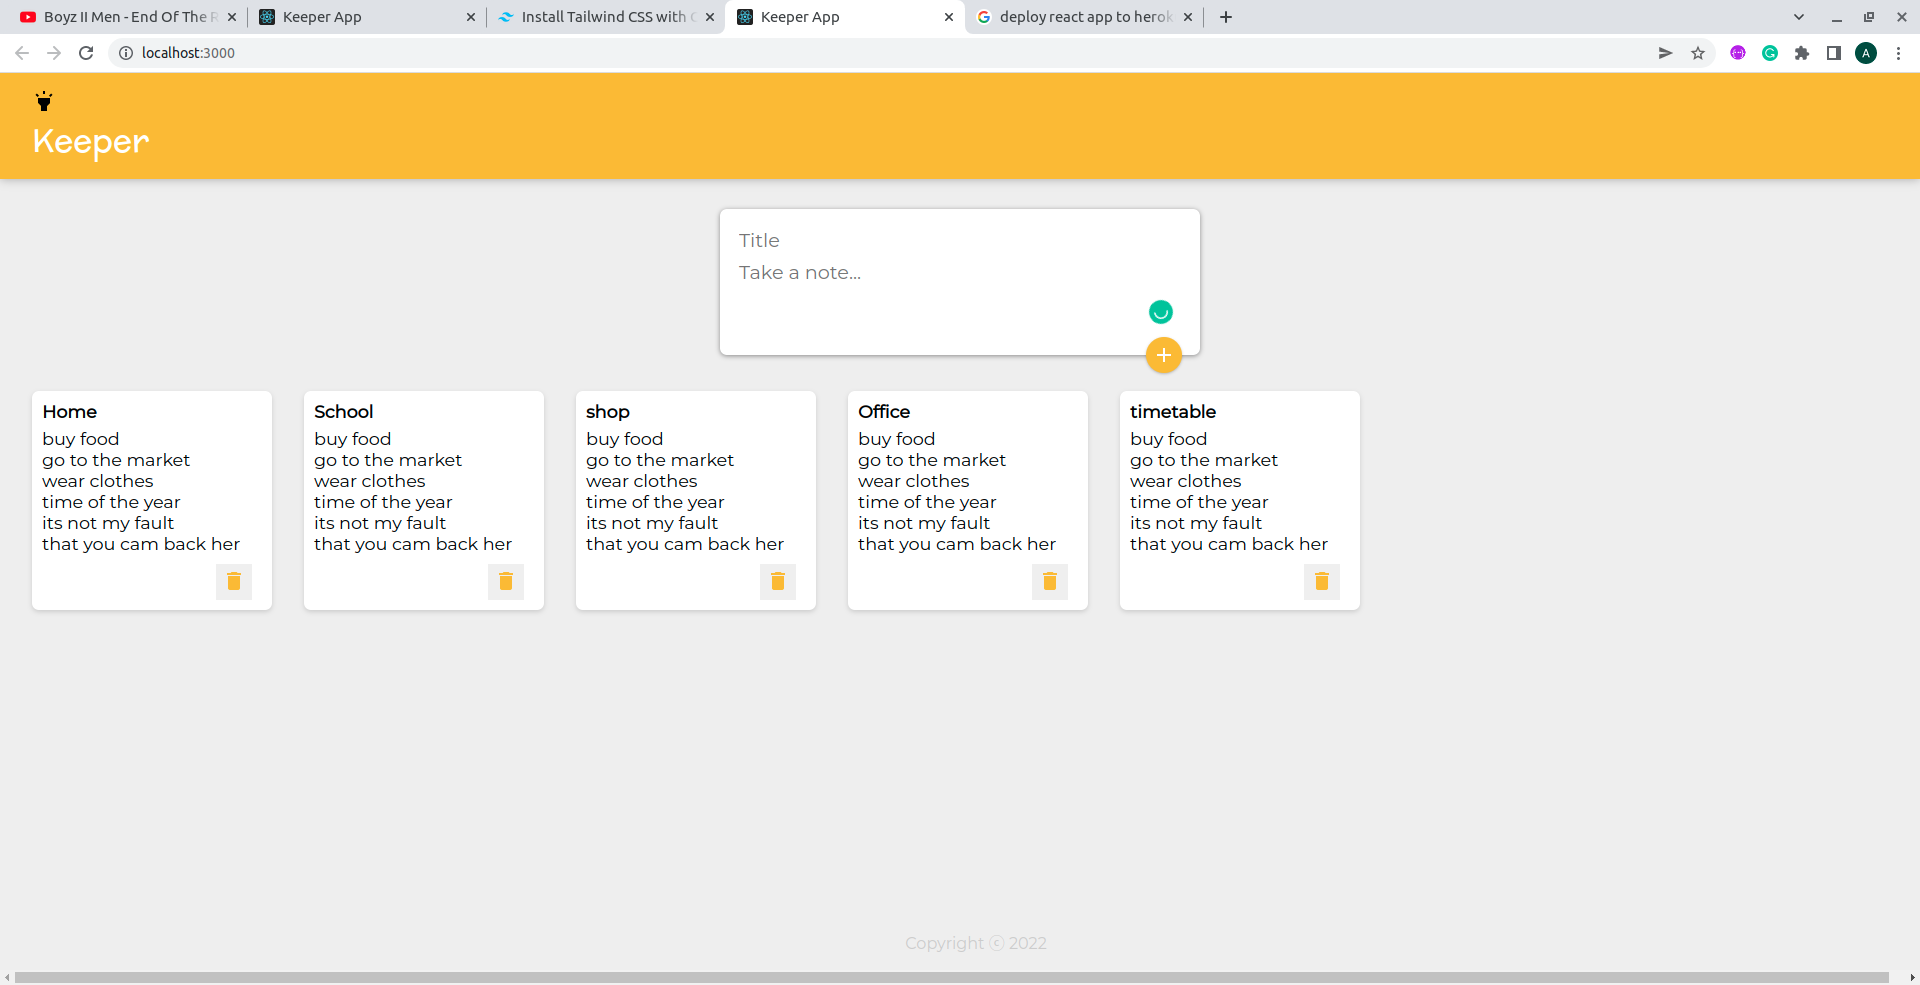 Boyz II Men - End Of The R
Keeper App
Install Tailwind CSS with
Keeper App
deploy react app to herok
localhost:3000
A
Keeper
Title
Take a note...
Home
buy food
go to the market
wear clothes
time of the year
its not my fault
that you cam back her
School
buy food
go to the market
wear clothes
time of the year
its not my fault
that you cam back her
shop
buy food
go to the market
wear clothes
time of the year
its not my fault
that you cam back her
Office
buy food
go to the market
wear clothes
time of the year
its not my fault
that you cam back her
timetable
buy food
go to the market
wear clothes
time of the year
its not my fault
that you cam back her
Copyright ⓒ 2022